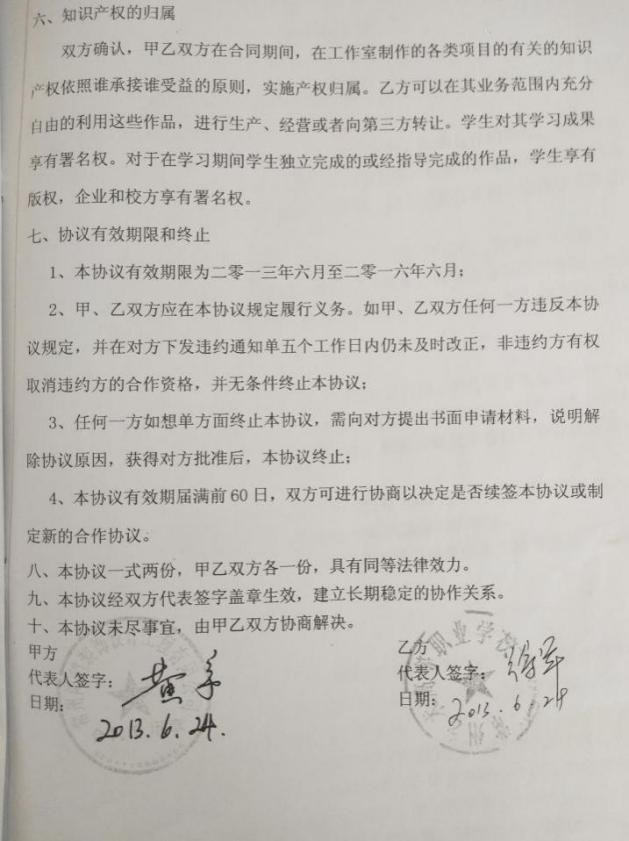 六、知识产权的归属
双方确认，甲乙双方在合同期间，在工作室制作的各类项目的有关的知识
产权依照谁承接谁受益的原则，实施产权归属。乙方可以在其业务范围内充分
自由的利用这些作品，进行生产、经营或者向第三方转让。学生对其学习成果
享有署名权。对于在学习期间学生独立完成的或经指导完成的作品，学生享有
版权，企业和校方享有署名权。
七、协议有效期限和终止
1、本协议有效期限为二零一三年六月至二零一六年六月；
2、甲、乙双方应在本协议规定履行义务。如甲、乙双方任何一方违反本协
议规定，并在对方下发违约通知单五个工作日内仍未及时改正，非违约方有权
取消违约方的合作资格，并无条件终止本协议；
3、任何一方如想单方面终止本协议，需向对方提出书面申请材料，说明解
除协议原因，获得对方批准后，本协议终止；
4、本协议有效期届满前 60 日，双方可进行协商以决定是否续签本协议或制
定新的合作协议。
八、本协议一式两份，甲乙双方各一份，具有同等法律效力。
九、本协议经双方代表签字盖章生效，建立长期稳定的协作关系。
十、本协议未尽事宜，由甲乙双方协商解决。
甲方
代表人签字：黄
日期：
2013.6.24.
乙方
职业学校
代表人签字：
日期：2013.6.24